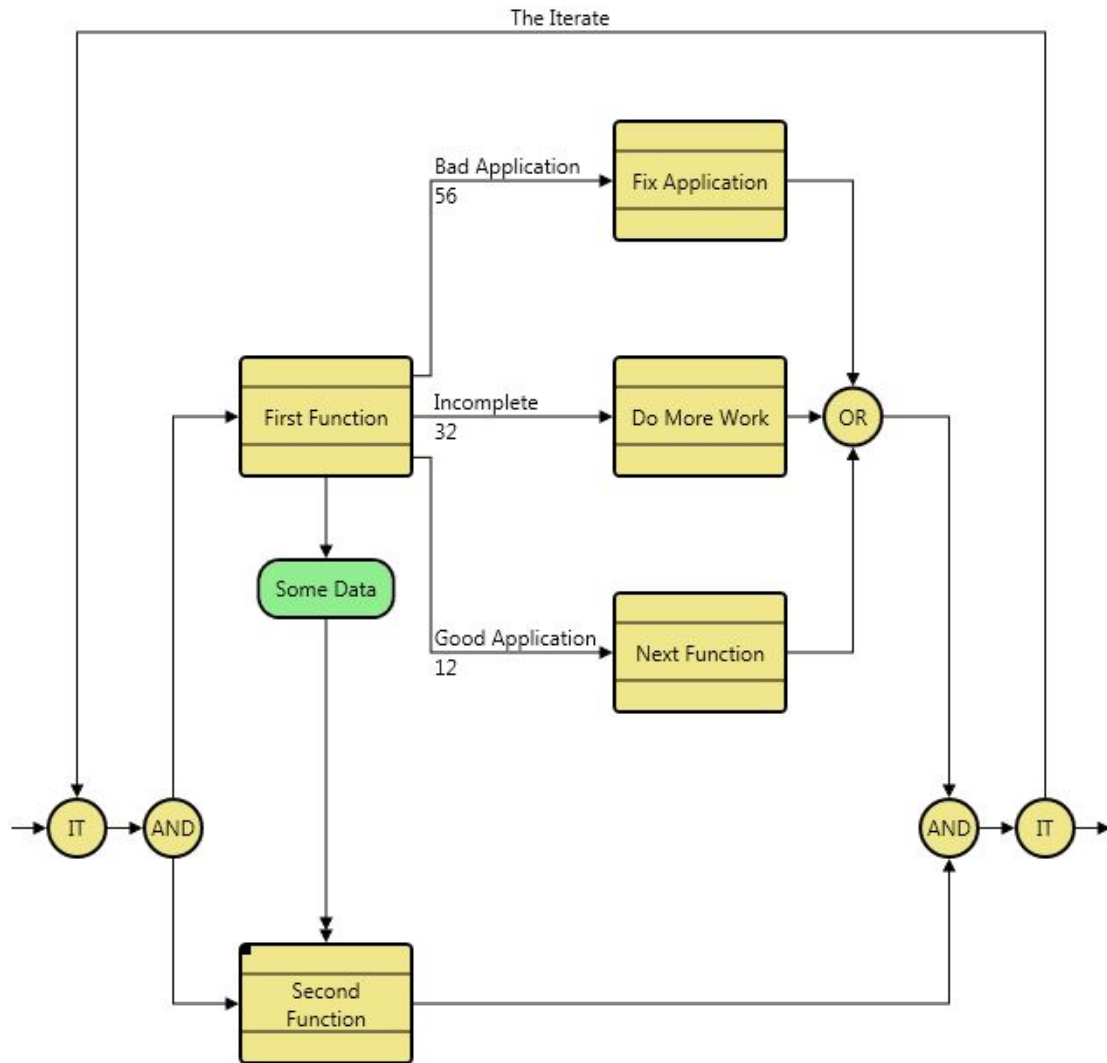 The Iterate
Bad Application
56
Fix Application
First Function
Incomplete
32
Do More Work
OR
Some Data
Good Application
12
Next Function
IT
AND
AND
IT
Second
Function